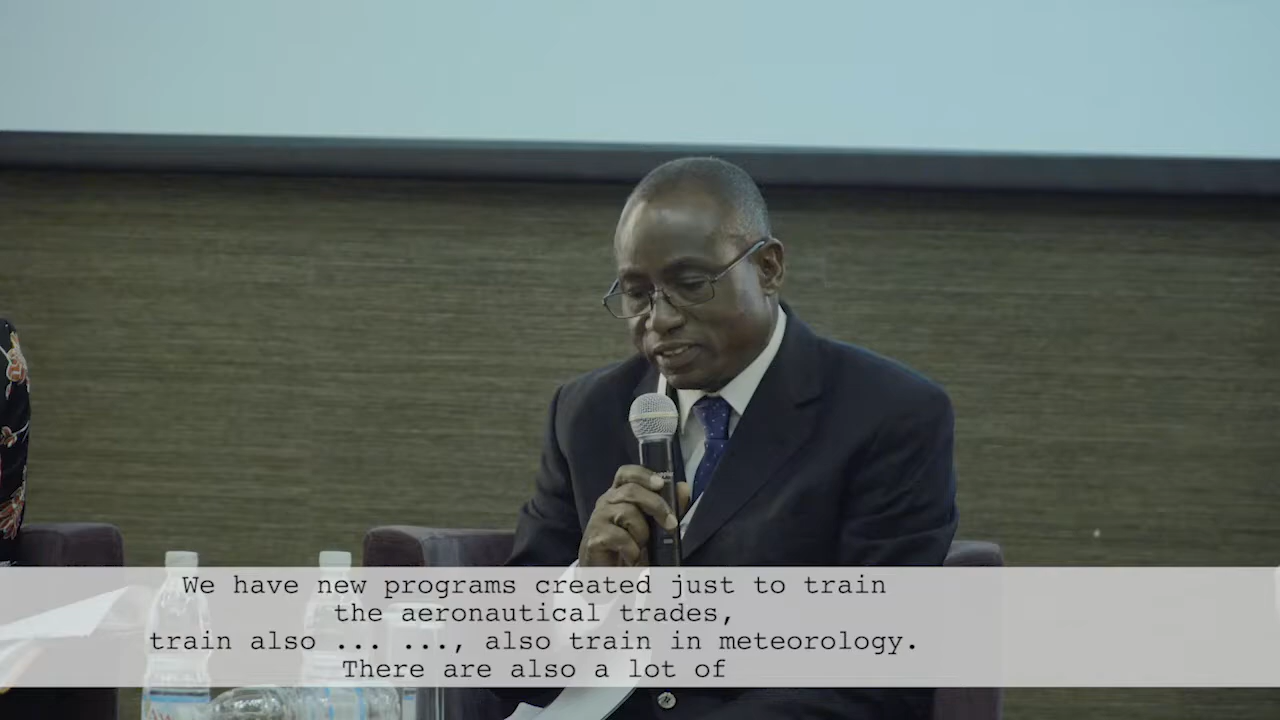 We have new programs created just to train
the aeronautical trades,
train also ... ..., also train in meteorology.
There are also a lot of